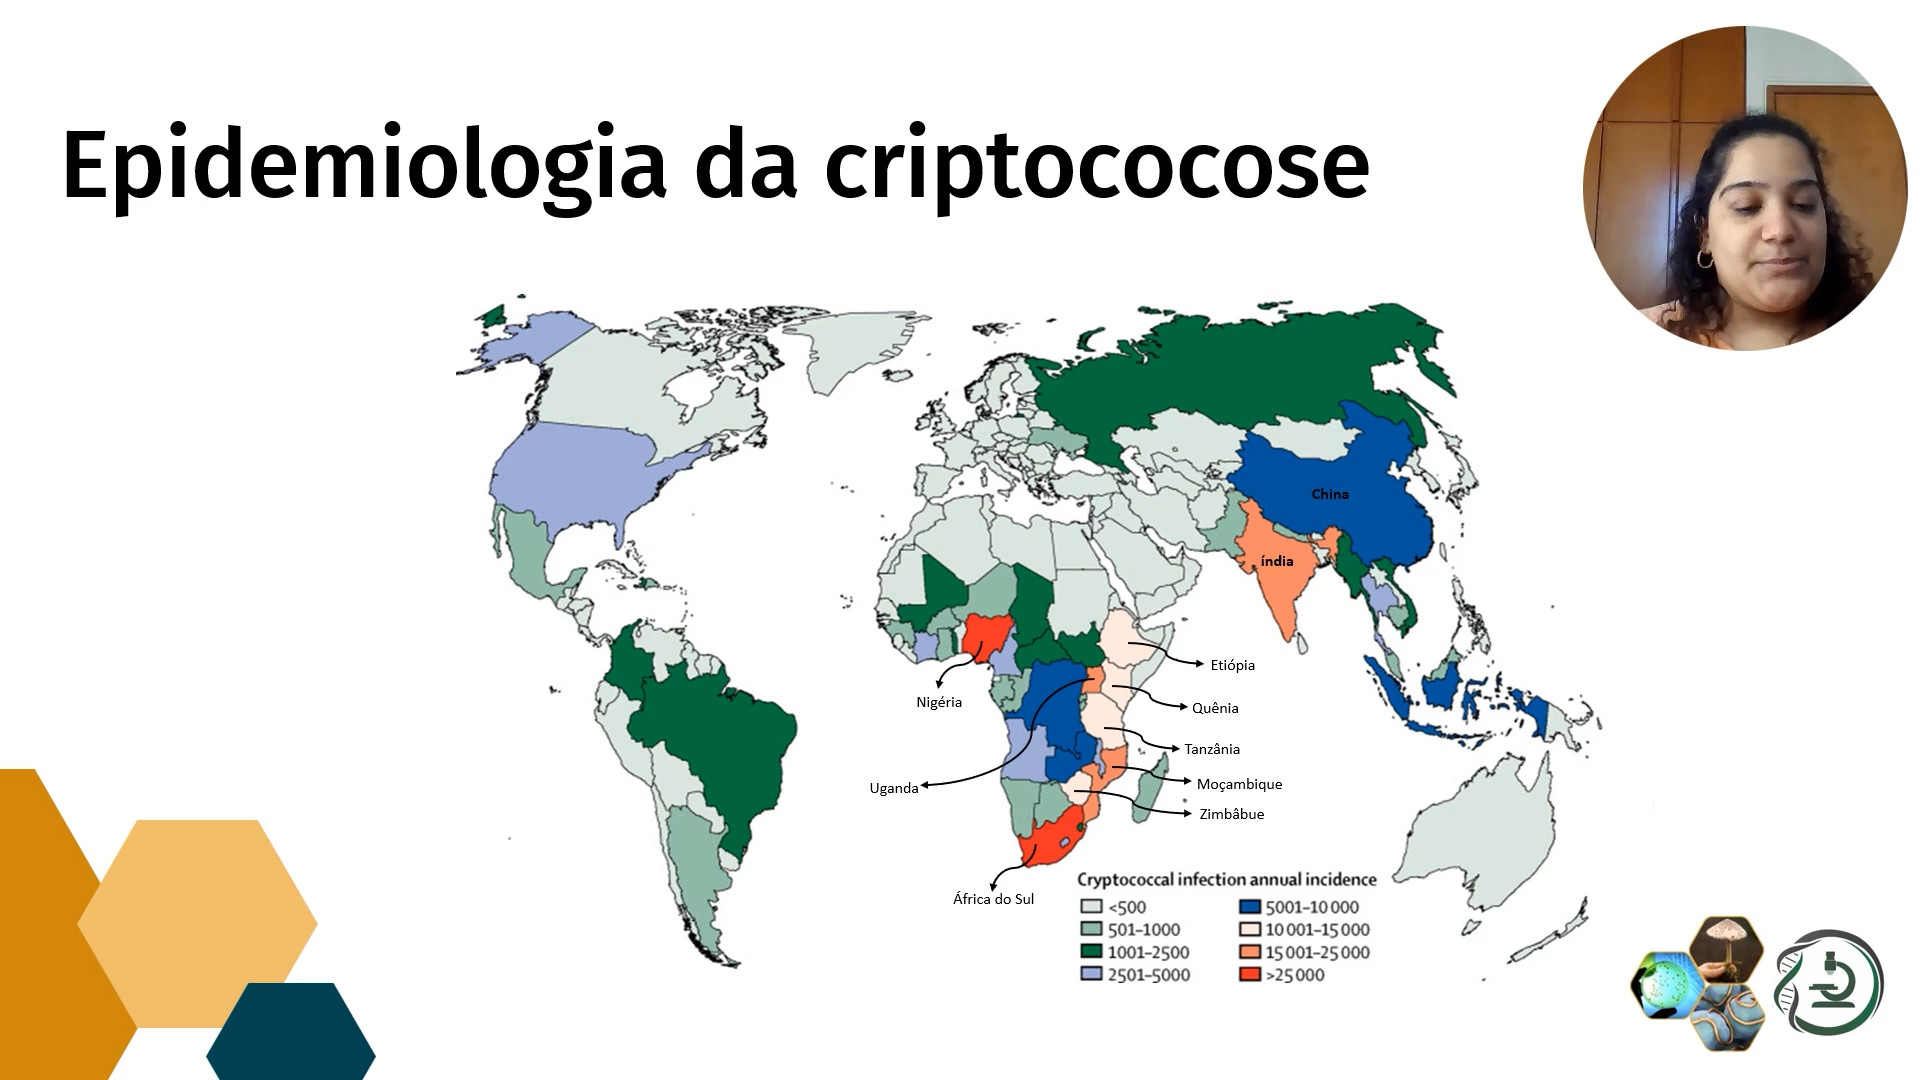 Epidemiologia da criptococose
China
índia
Etiópia
Nigéria
Quênia
Tanzânia
Uganda
Moçambique
Zimbâbue
África do Sul
Cryptococcal infection annual incidence
<500
501–1000
1001–2500
2501–5000
5001–10 000
10 001–15 000
15 001–25 000
>25 000